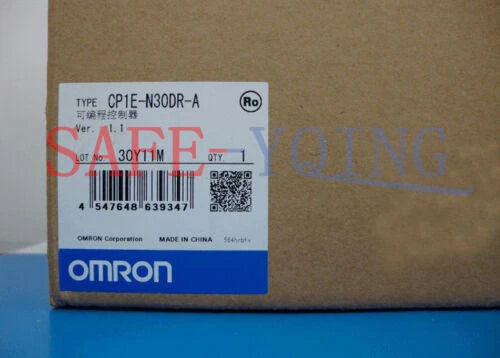 TYPE CP1E-N30DR-A
Ro
可编程控制器
Ver. 1.1
SAFE-YQING
LOT No. 30Y11M QTY. 1
4 547648 639347
OMRON Corporation MADE IN CHINA
OMRON